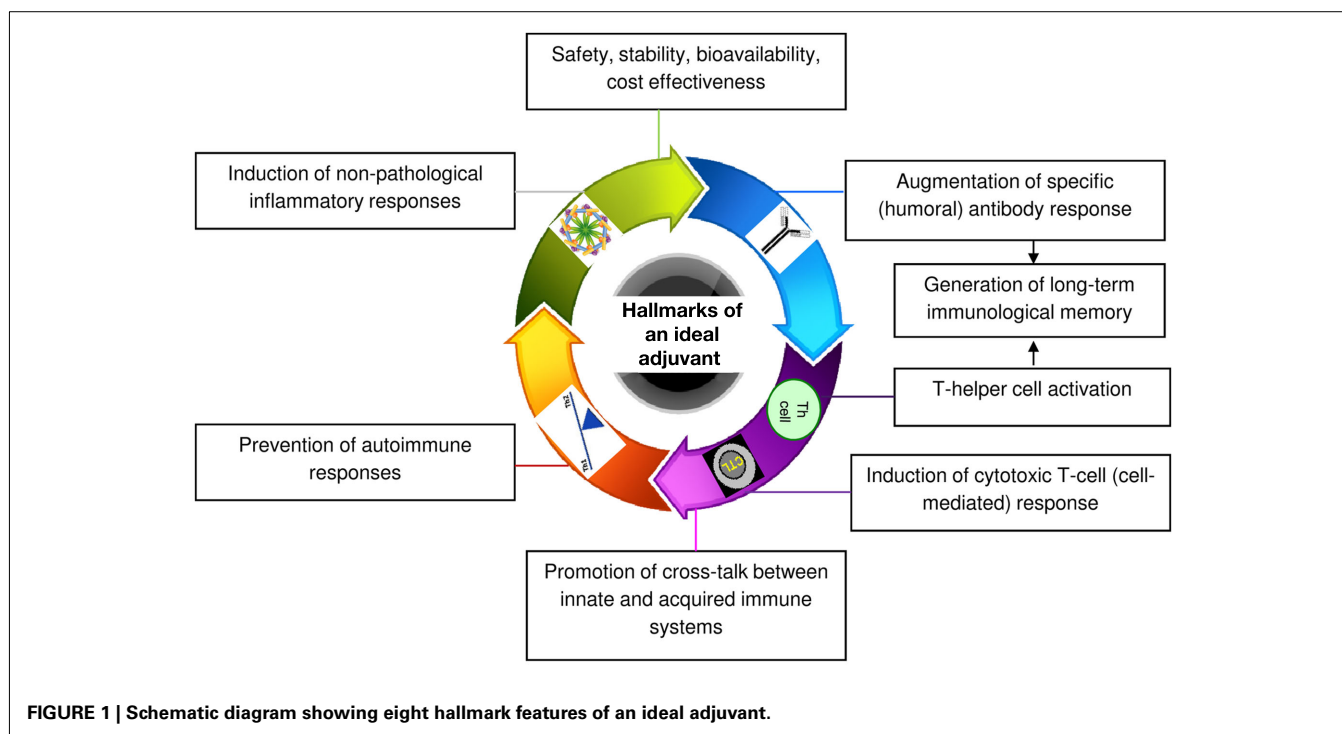 Safety, stability, bioavailability,
cost effectiveness
Induction of non-pathological
inflammatory responses
Augmentation of specific
(humoral) antibody response
Generation of long-term
immunological memory
Hallmarks of
an ideal
adjuvant
T-helper cell activation
Th
cell
CTL
Th2
Th1
Prevention of autoimmune
responses
Induction of cytotoxic T-cell (cell-
mediated) response
Promotion of cross-talk between
innate and acquired immune
systems
FIGURE 1 | Schematic diagram showing eight hallmark features of an ideal adjuvant.